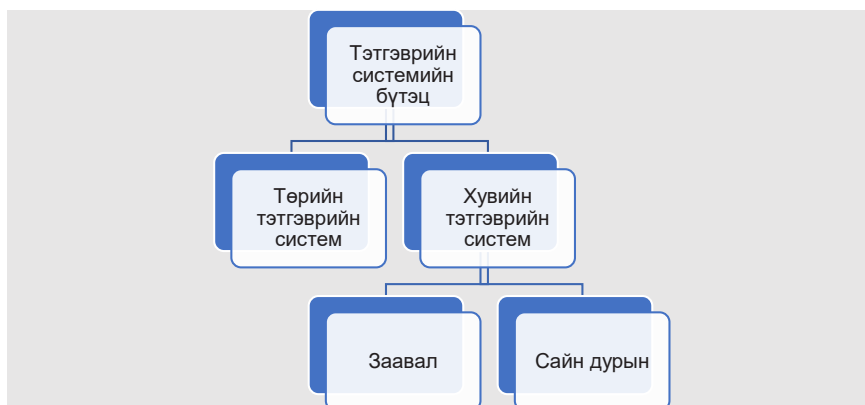 Тэтгэврийн
системийн
бүтэц
Төрийн
тэтгэврийн
систем
Хувийн
тэтгэврийн
систем
Заавал
Сайн дурын